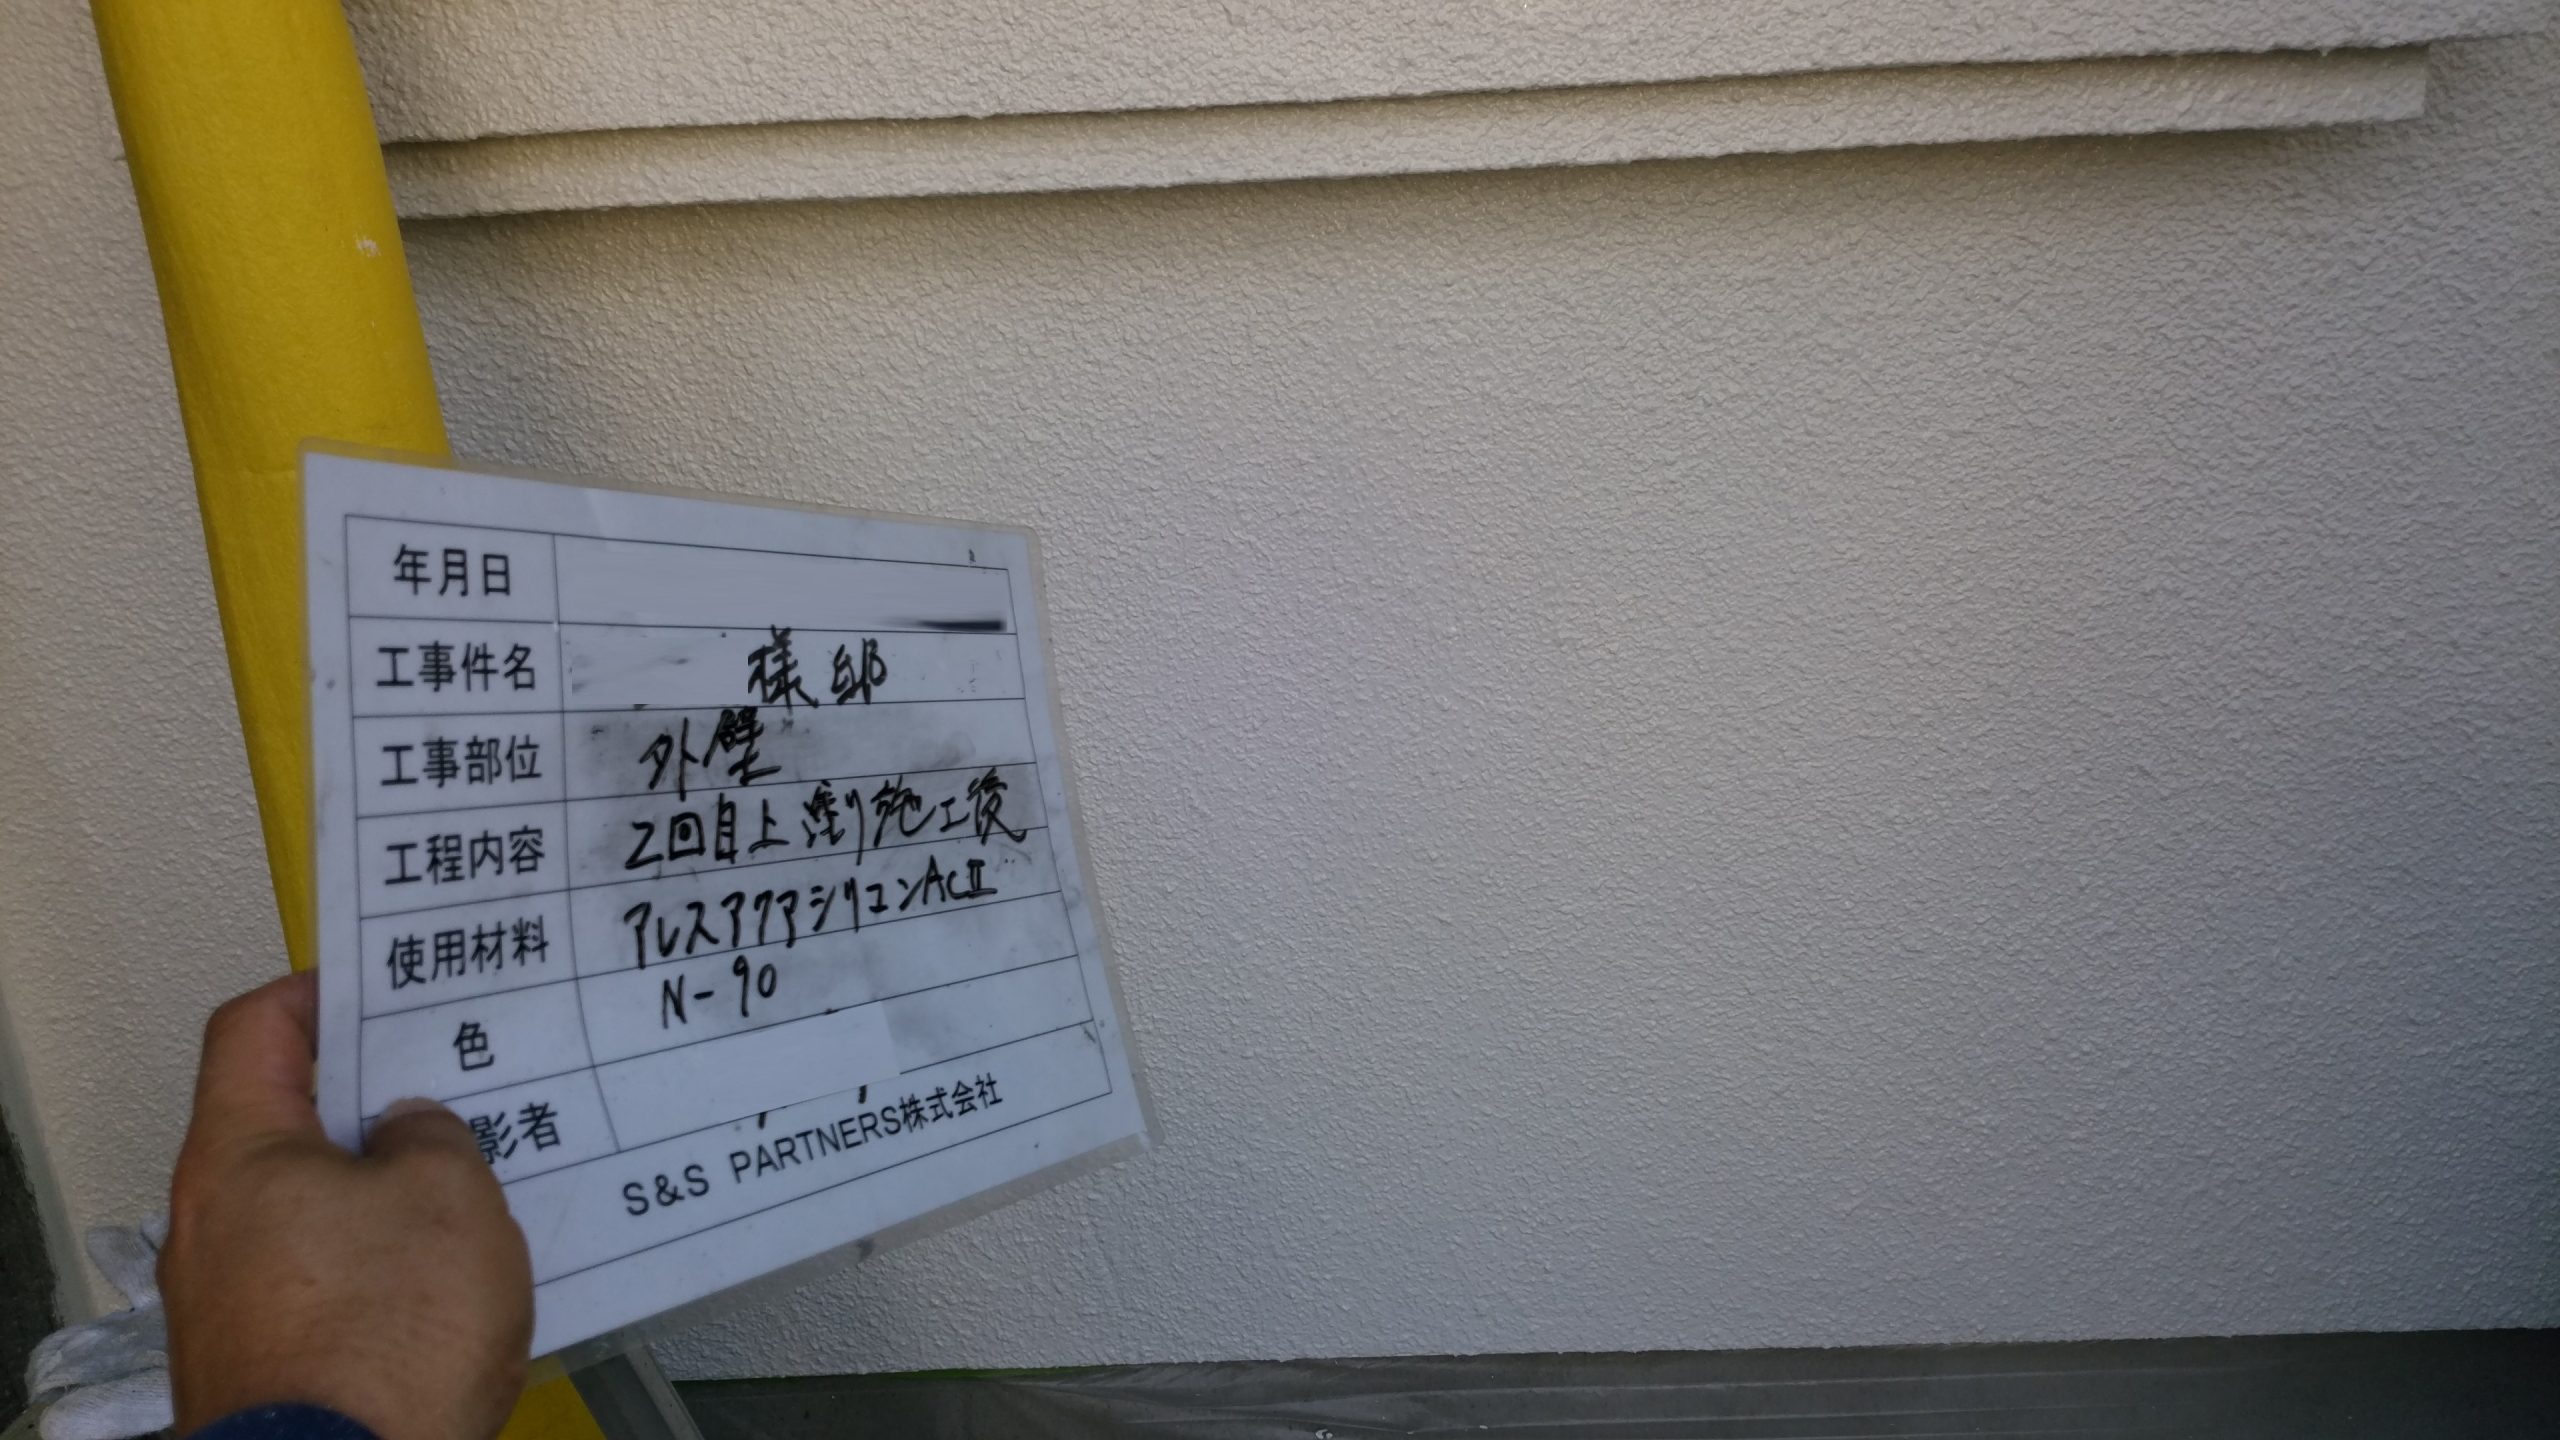 年月日
工事件名 様邸
工事部位 外壁
工程内容 2回目上塗り施工後
使用材料 アレスアクアシリコンACⅡ
色 N-90
影者
S&S PARTNERS株式会社